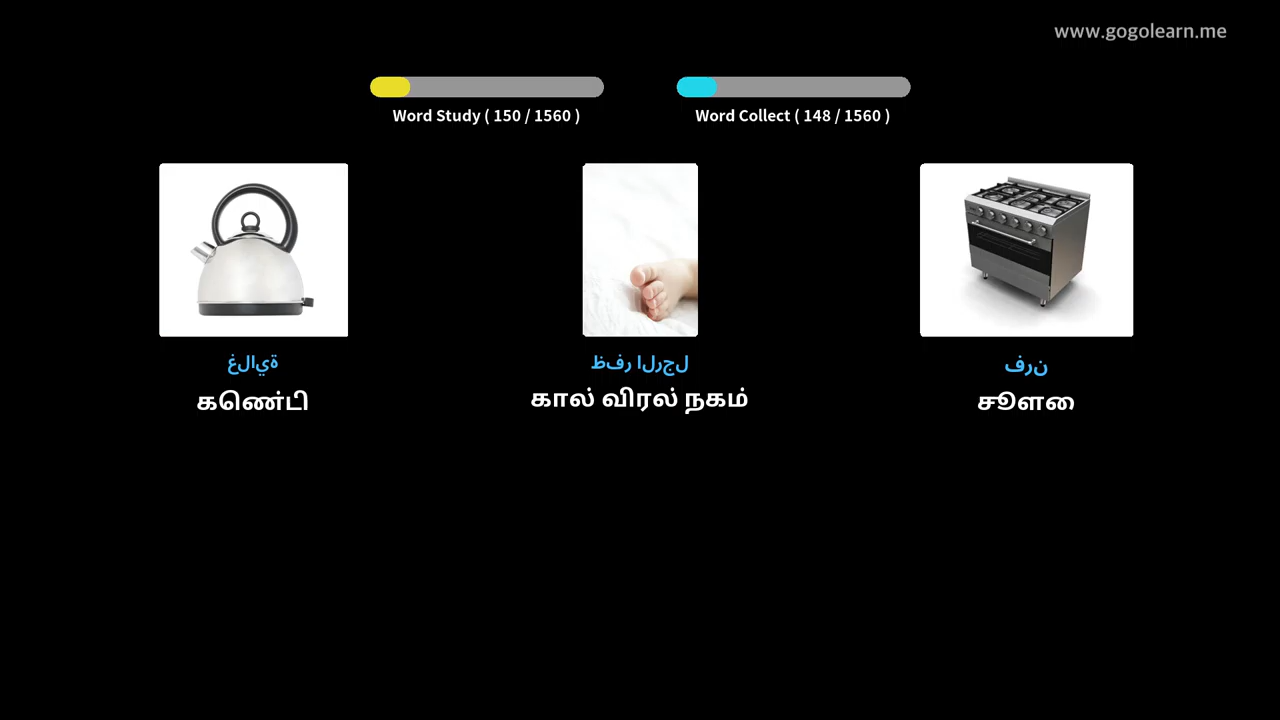 www.gogolearn.me
Word Study ( 150 / 1560 )
Word Collect ( 148 / 1560 )
غلاية
ظفر الرجل
فرن
கெண்டி
கால் விரல் நகம்
சூளை